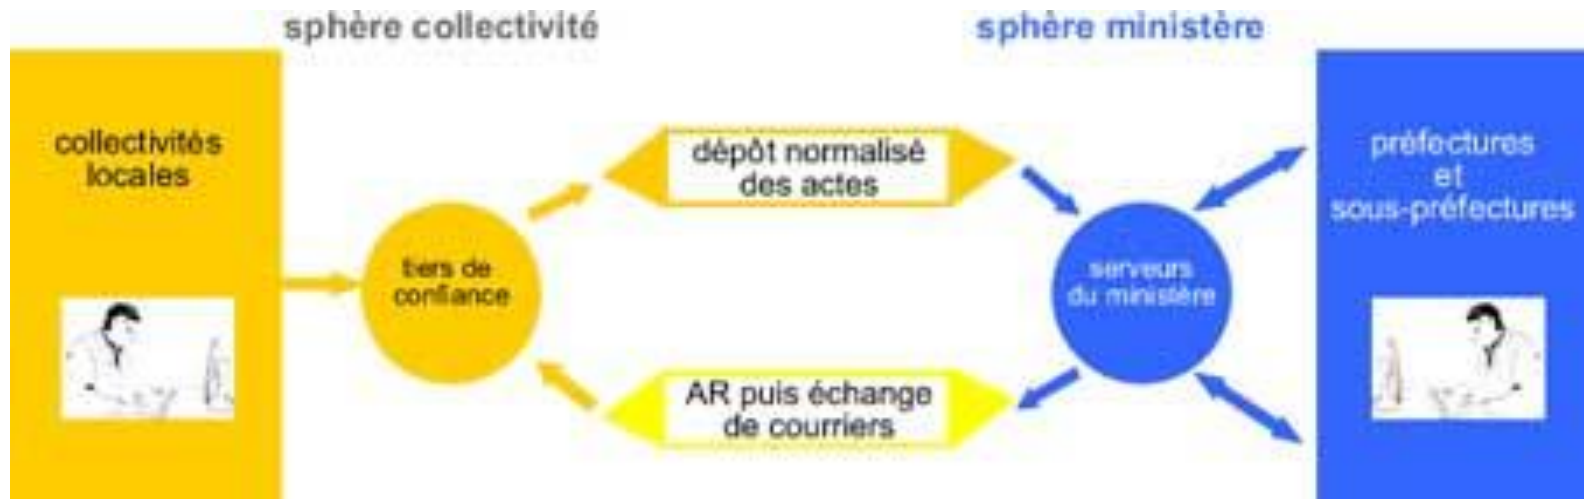 sphère collectivité
sphère ministère
collectivités
locales
tiers de
confiance
dépôt normalisé
des actes
AR puis échange
de courriers
serveurs
du ministère
préfectures
et
sous-préfectures